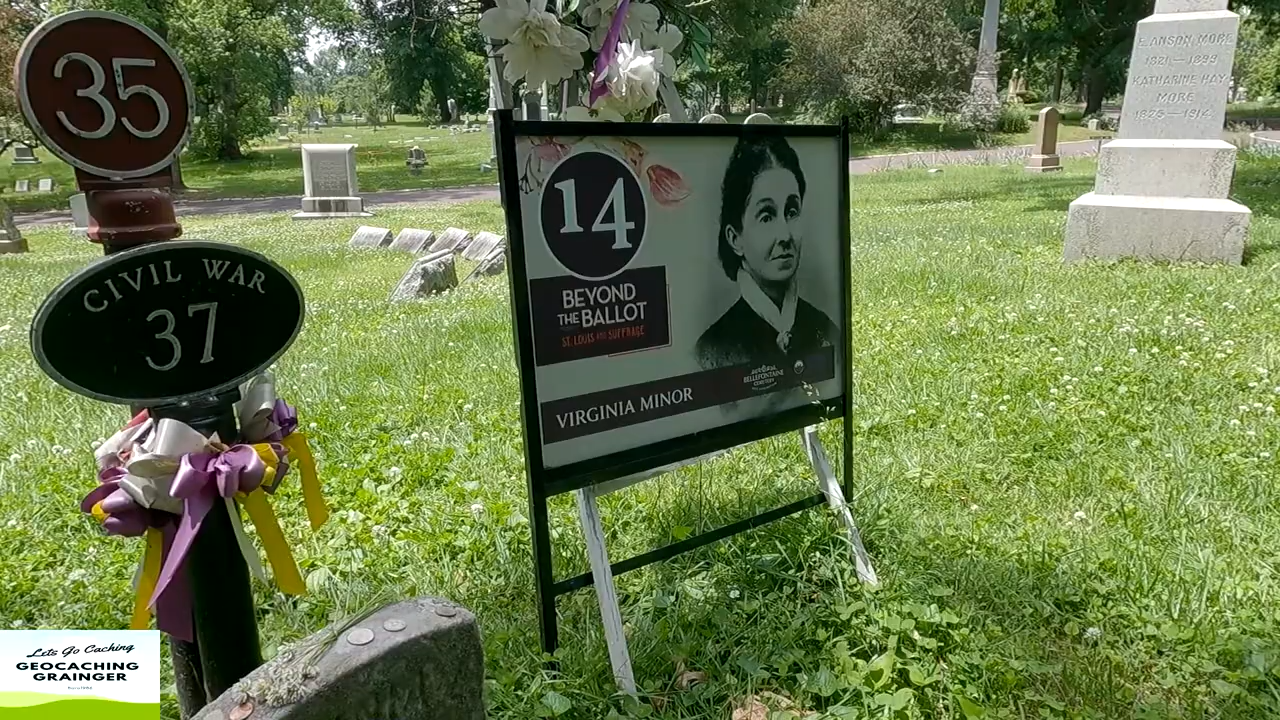 35
CIVIL WAR
37
14
BEYOND
THE BALLOT
ST. LOUIS AND SUFFRAGE
VIRGINIA MINOR
BELLEFONTAINE
CEMETERY
E. ANSON MORE
1821 — 1899
KATHARINE HAY
MORE
1825 — 1914
Lets Go Caching
GEOCACHING
GRAINGER